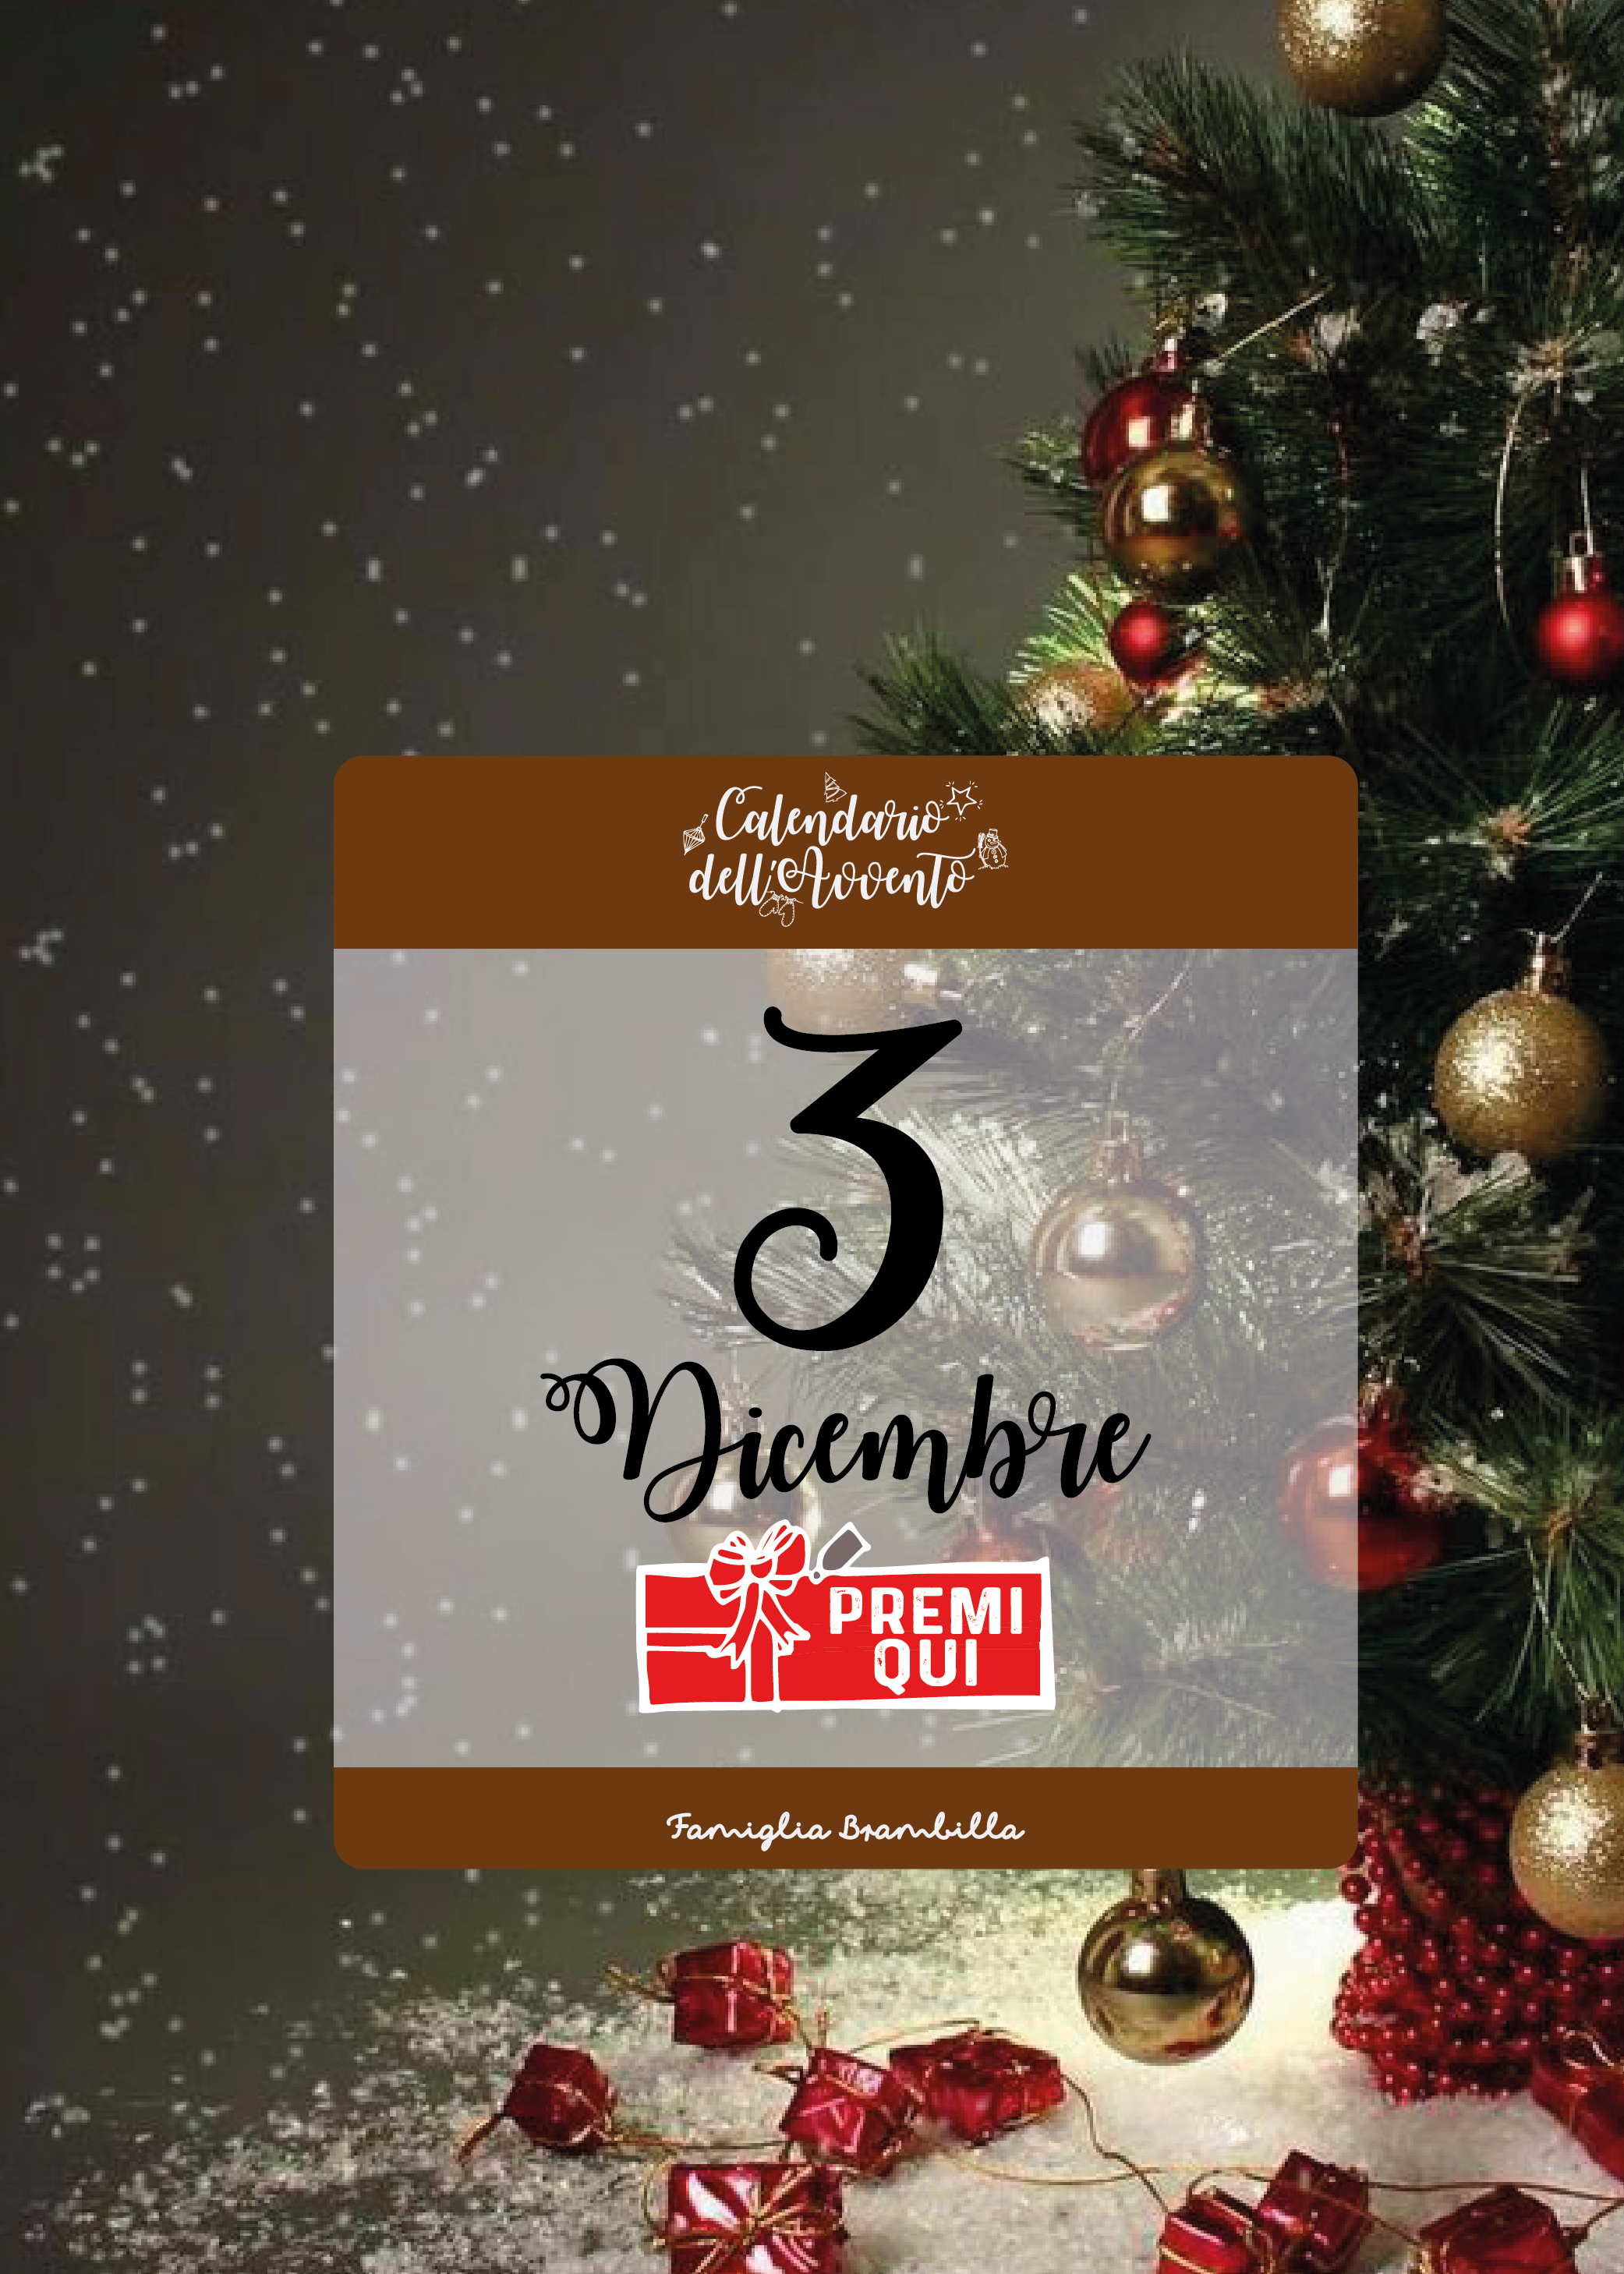 Calendario
dell'Avvento
3
Dicembre
PREMI
QUI
Famiglia Brambilla